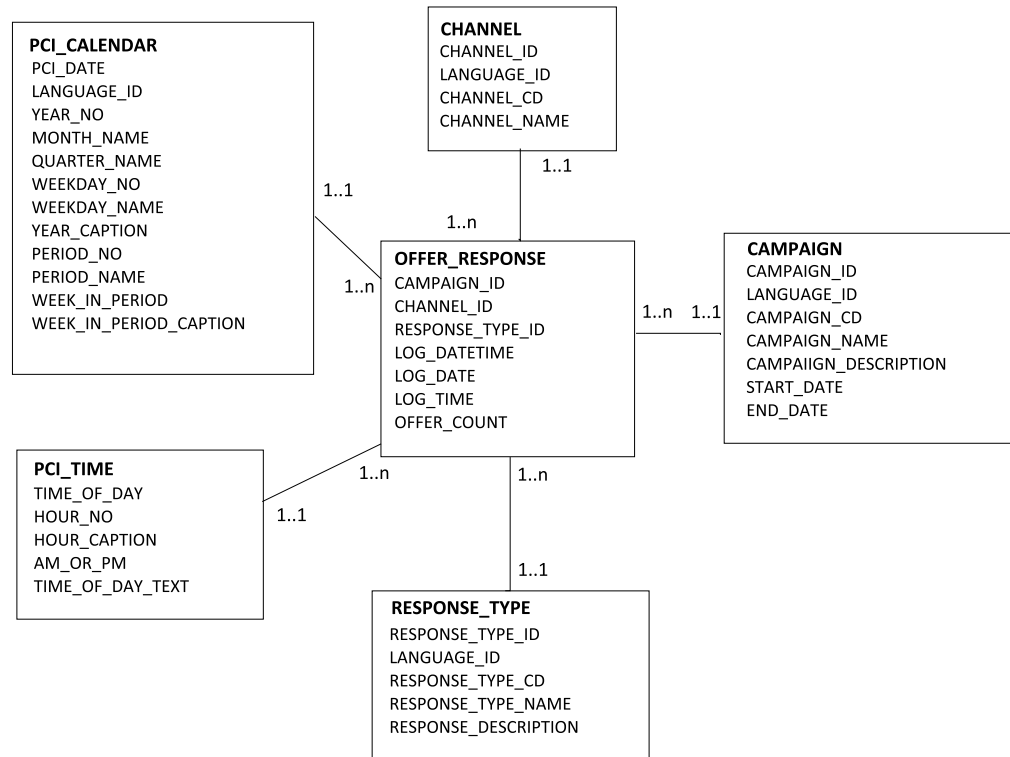 PCI_CALENDAR
PCI_DATE
LANGUAGE_ID
YEAR_NO
MONTH_NAME
QUARTER_NAME
WEEKDAY_NO
WEEKDAY_NAME
YEAR_CAPTION
PERIOD_NO
PERIOD_NAME
WEEK_IN_PERIOD
WEEK_IN_PERIOD_CAPTION
1..1
1..n
CHANNEL
CHANNEL_ID
LANGUAGE_ID
CHANNEL_CD
CHANNEL_NAME
1..1
1..n
OFFER_RESPONSE
CAMPAIGN_ID
CHANNEL_ID
RESPONSE_TYPE_ID
LOG_DATETIME
LOG_DATE
LOG_TIME
OFFER_COUNT
1..n 1..1
CAMPAIGN
CAMPAIGN_ID
LANGUAGE_ID
CAMPAIGN_CD
CAMPAIGN_NAME
CAMPAIIGN_DESCRIPTION
START_DATE
END_DATE
PCI_TIME
TIME_OF_DAY
HOUR_NO
HOUR_CAPTION
AM_OR_PM
TIME_OF_DAY_TEXT
1..n
1..1
1..n
1..1
RESPONSE_TYPE
RESPONSE_TYPE_ID
LANGUAGE_ID
RESPONSE_TYPE_CD
RESPONSE_TYPE_NAME
RESPONSE_DESCRIPTION